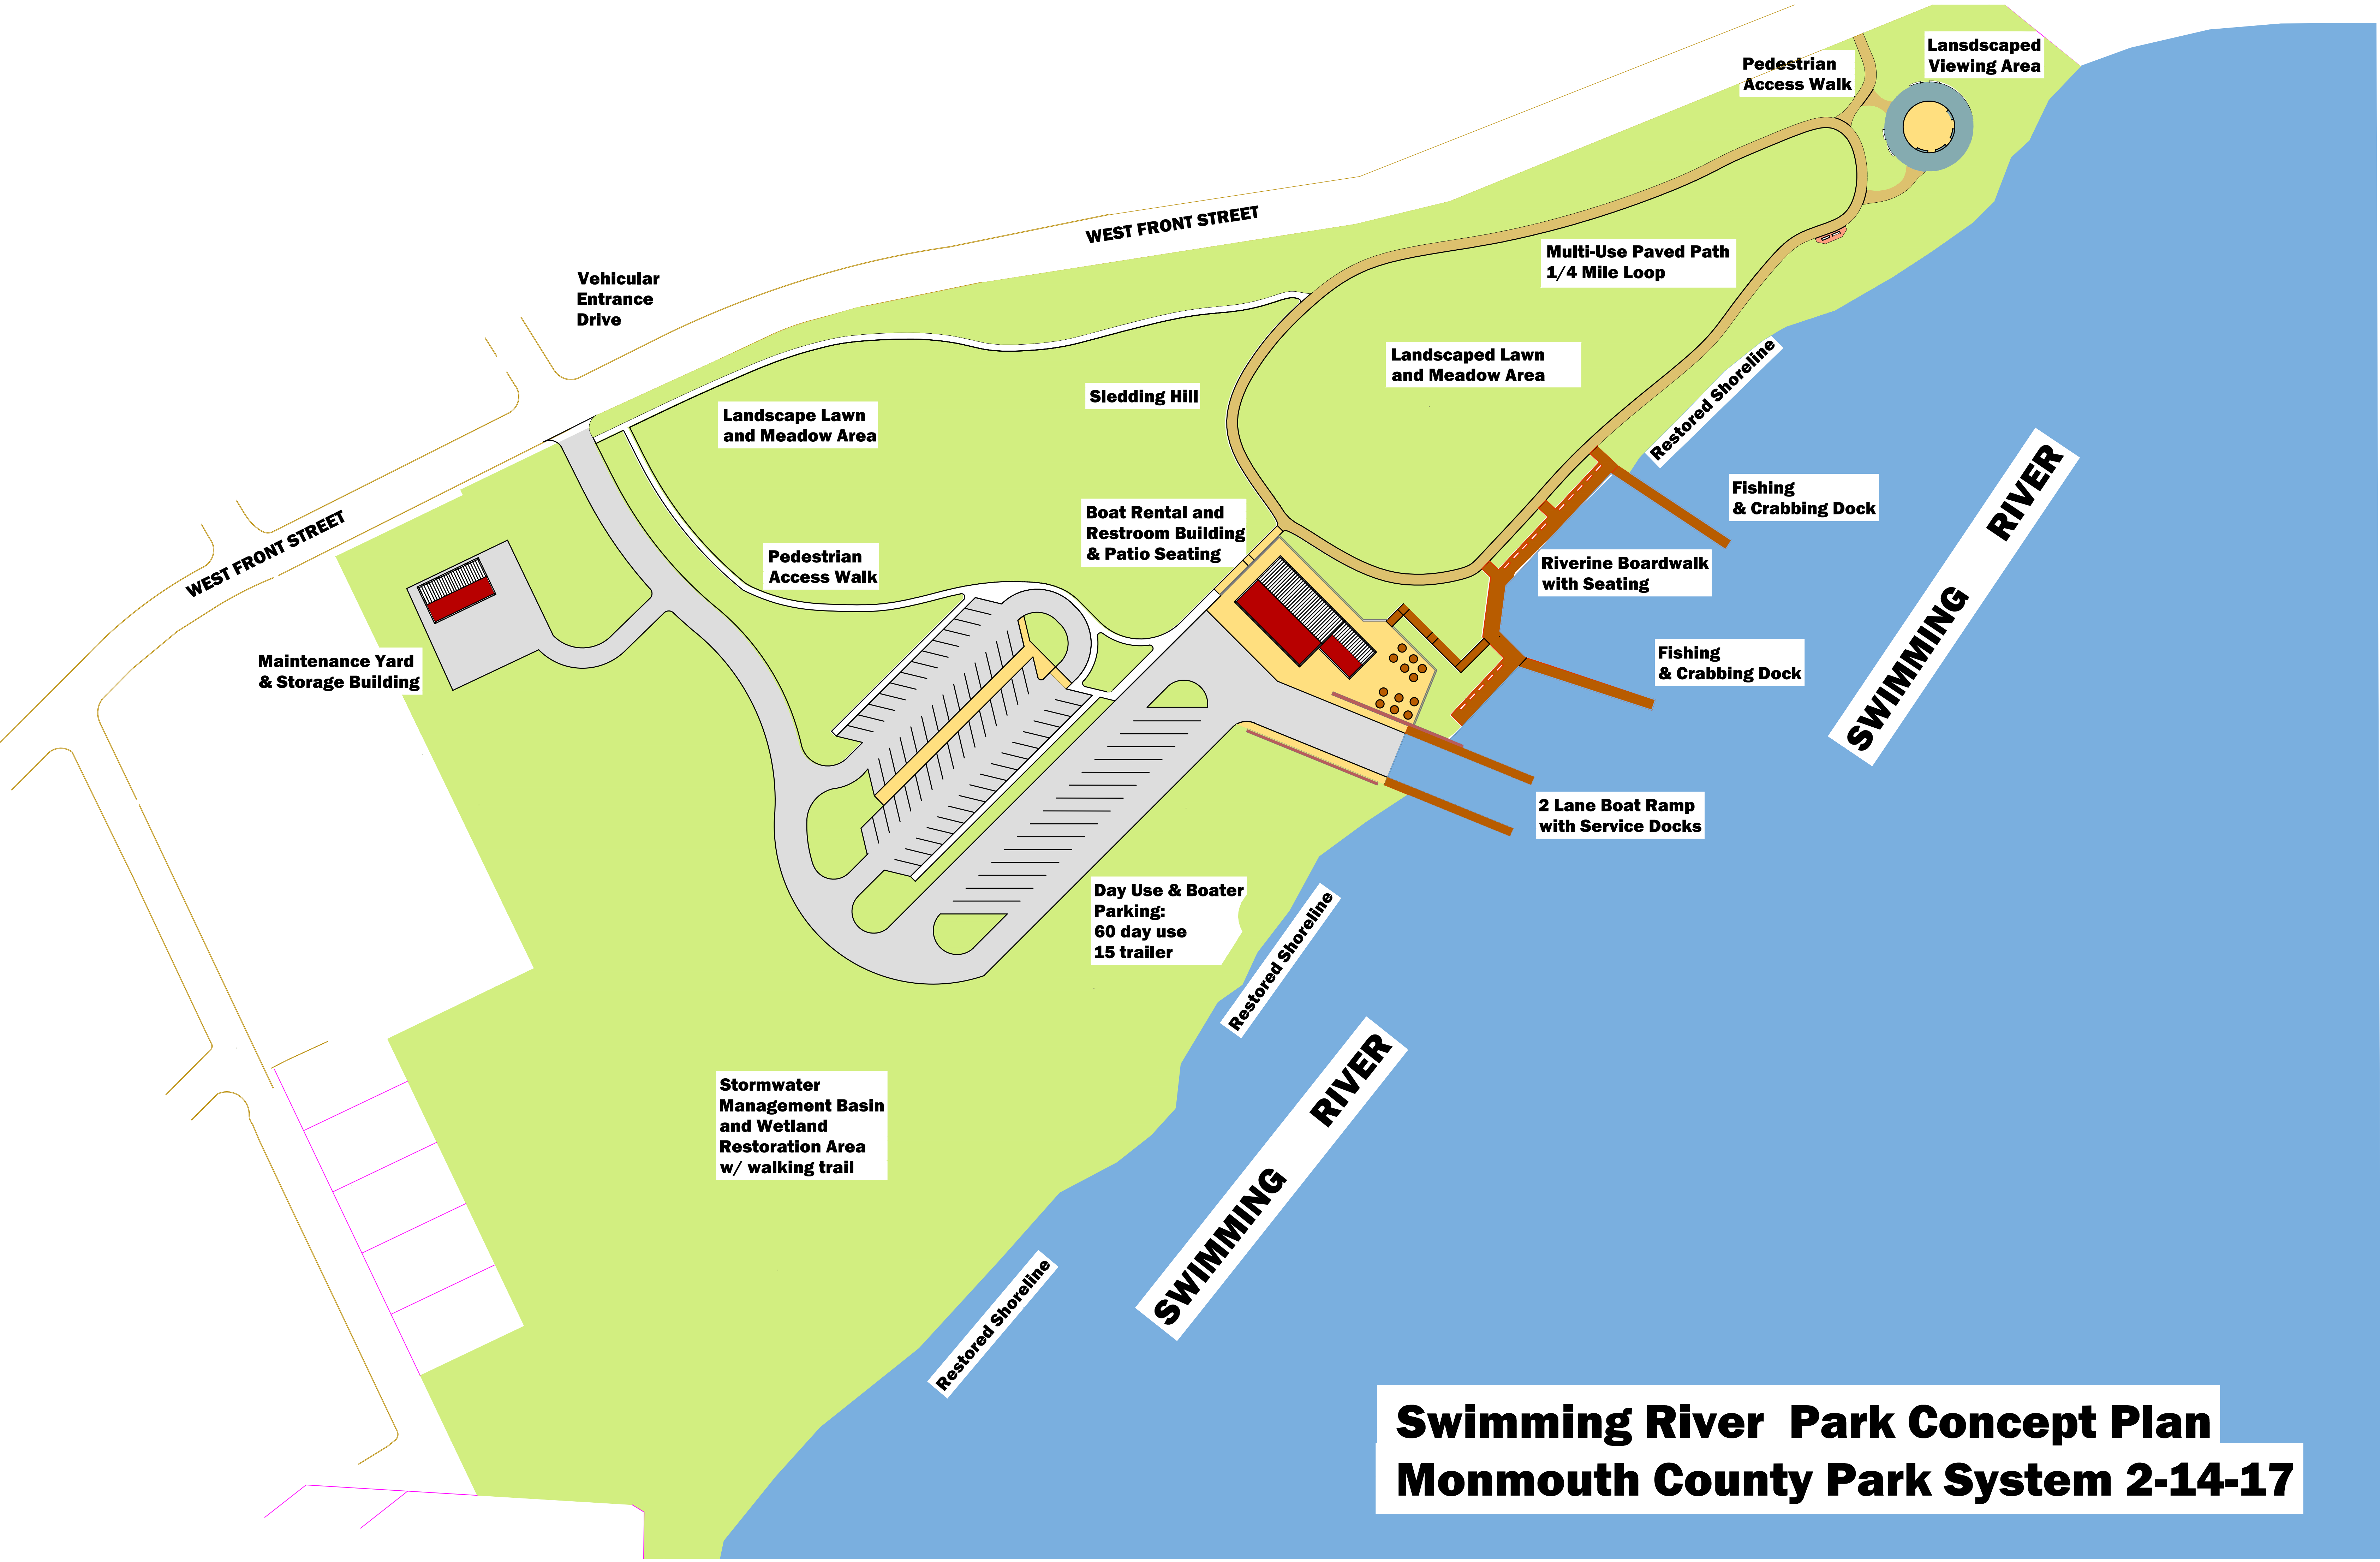 Lansdscaped
Viewing Area
Pedestrian
Access Walk
WEST FRONT STREET
Multi-Use Paved Path
1/4 Mile Loop
Vehicular
Entrance
Drive
Landscaped Lawn
and Meadow Area
Restored Shoreline
Sledding Hill
Landscape Lawn
and Meadow Area
SWIMMING RIVER
Fishing
& Crabbing Dock
Boat Rental and
Restroom Building
& Patio Seating
WEST FRONT STREET
Pedestrian
Access Walk
Riverine Boardwalk
with Seating
Fishing
& Crabbing Dock
Maintenance Yard
& Storage Building
2 Lane Boat Ramp
with Service Docks
Day Use & Boater
Parking:
60 day use
15 trailer
Restored Shoreline
SWIMMING RIVER
Stormwater
Management Basin
and Wetland
Restoration Area
w/ walking trail
Restored Shoreline
Swimming River Park Concept Plan
Monmouth County Park System 2-14-17